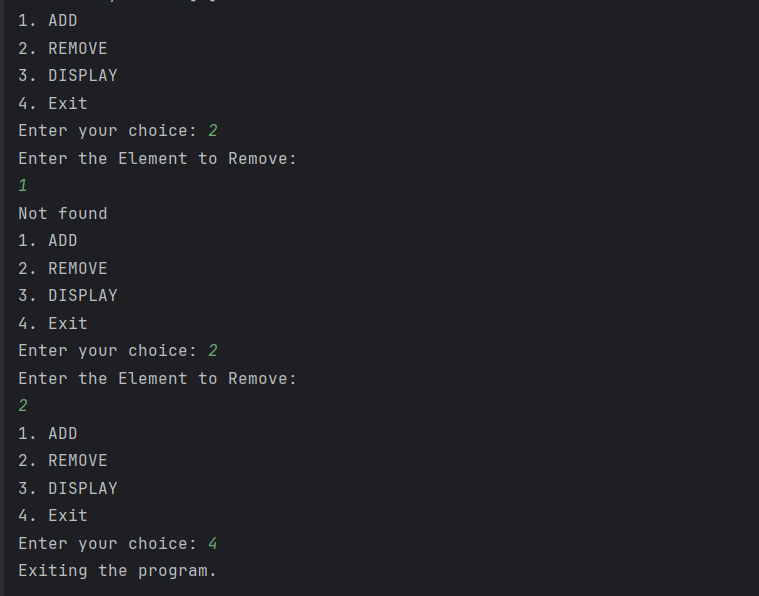 1. ADD
2. REMOVE
3. DISPLAY
4. Exit
Enter your choice: 2
Enter the Element to Remove:
1
Not found
1. ADD
2. REMOVE
3. DISPLAY
4. Exit
Enter your choice: 2
Enter the Element to Remove:
2
1. ADD
2. REMOVE
3. DISPLAY
4. Exit
Enter your choice: 4
Exiting the program.